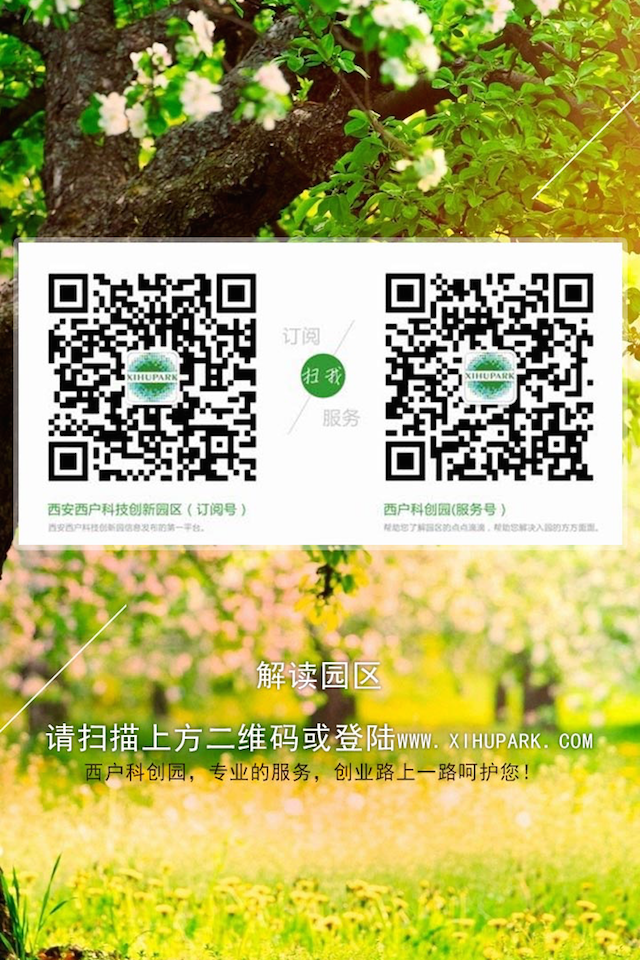 XIHUPARK
XIHUPARK
订阅
扫我
服务
西安西户科技创新园区（订阅号）
西安西户科技创新园信息发布的第一平台。
西户科创园(服务号)
帮助您了解园区的点点滴滴，帮助您解决入园的方方面面。
解读园区
请扫描上方二维码或登陆WWW.XIHUPARK.COM
西户科创园，专业的服务，创业路上一路呵护您！